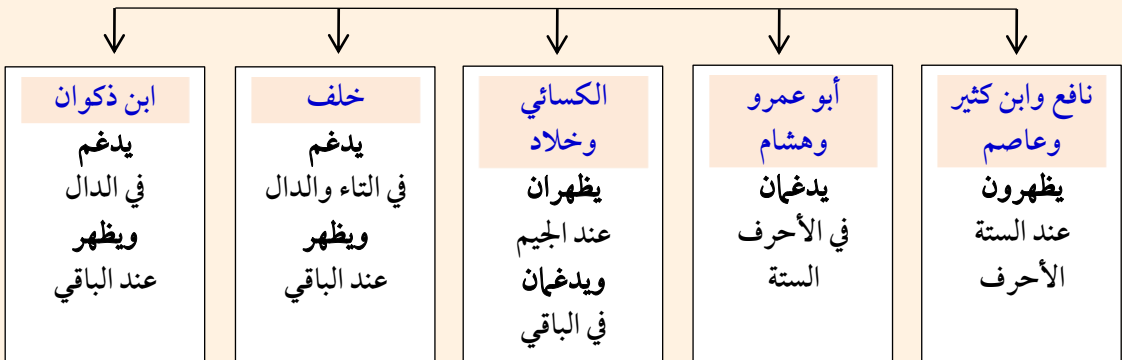 نافع وابن كثير
وعاصم
يظهرون
عند الستة
الأحرف
أبو عمرو
وهشام
يدغمان
في الأحرف
الستة
الكسائي
وخلاد
يظهران
عند الجيم
ويدغمان
في الباقي
خلف
يدغم
في التاء والدال
ويظهر
عند الباقي
ابن ذكوان
يدغم
في الدال
ويظهر
عند الباقي